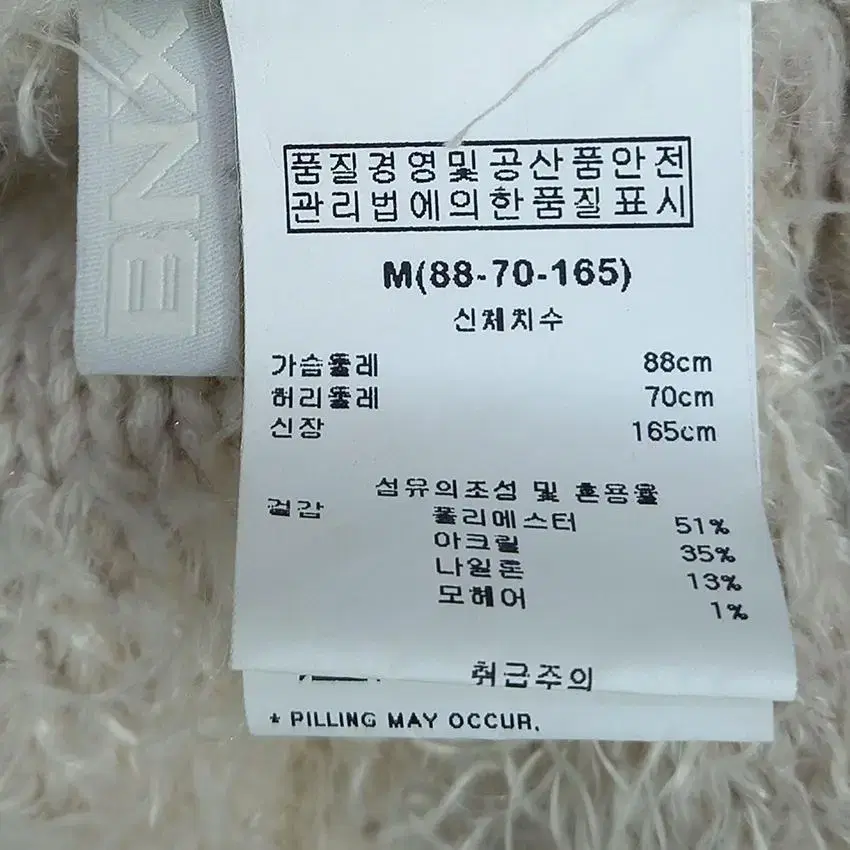 BNX
품질경영및공산품안전
관리법에의한품질표시
M(88-70-165)
신체치수
가슴둘레 88cm
허리둘레 70cm
신장 165cm
섬유의조성 및 혼용율
겉감 폴리에스터 51%
아크릴 35%
나일론 13%
모헤어 1%
취급주의
* PILLING MAY OCCUR.